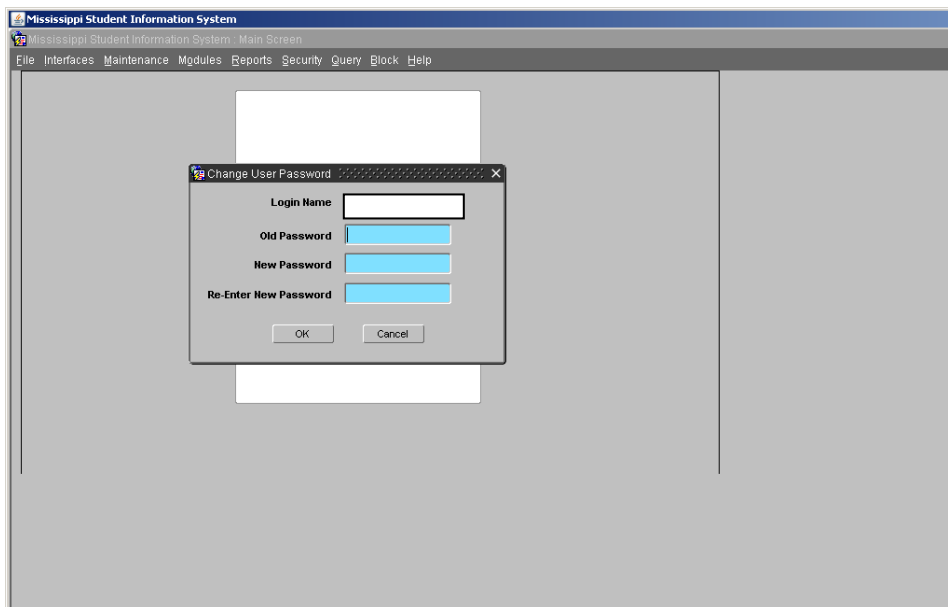 Mississippi Student Information System
Mississippi Student Information System : Main Screen
File Interfaces Maintenance Modules Reports Security Query Block Help
Change User Password
Login Name
Old Password
New Password
Re-Enter New Password
OK Cancel